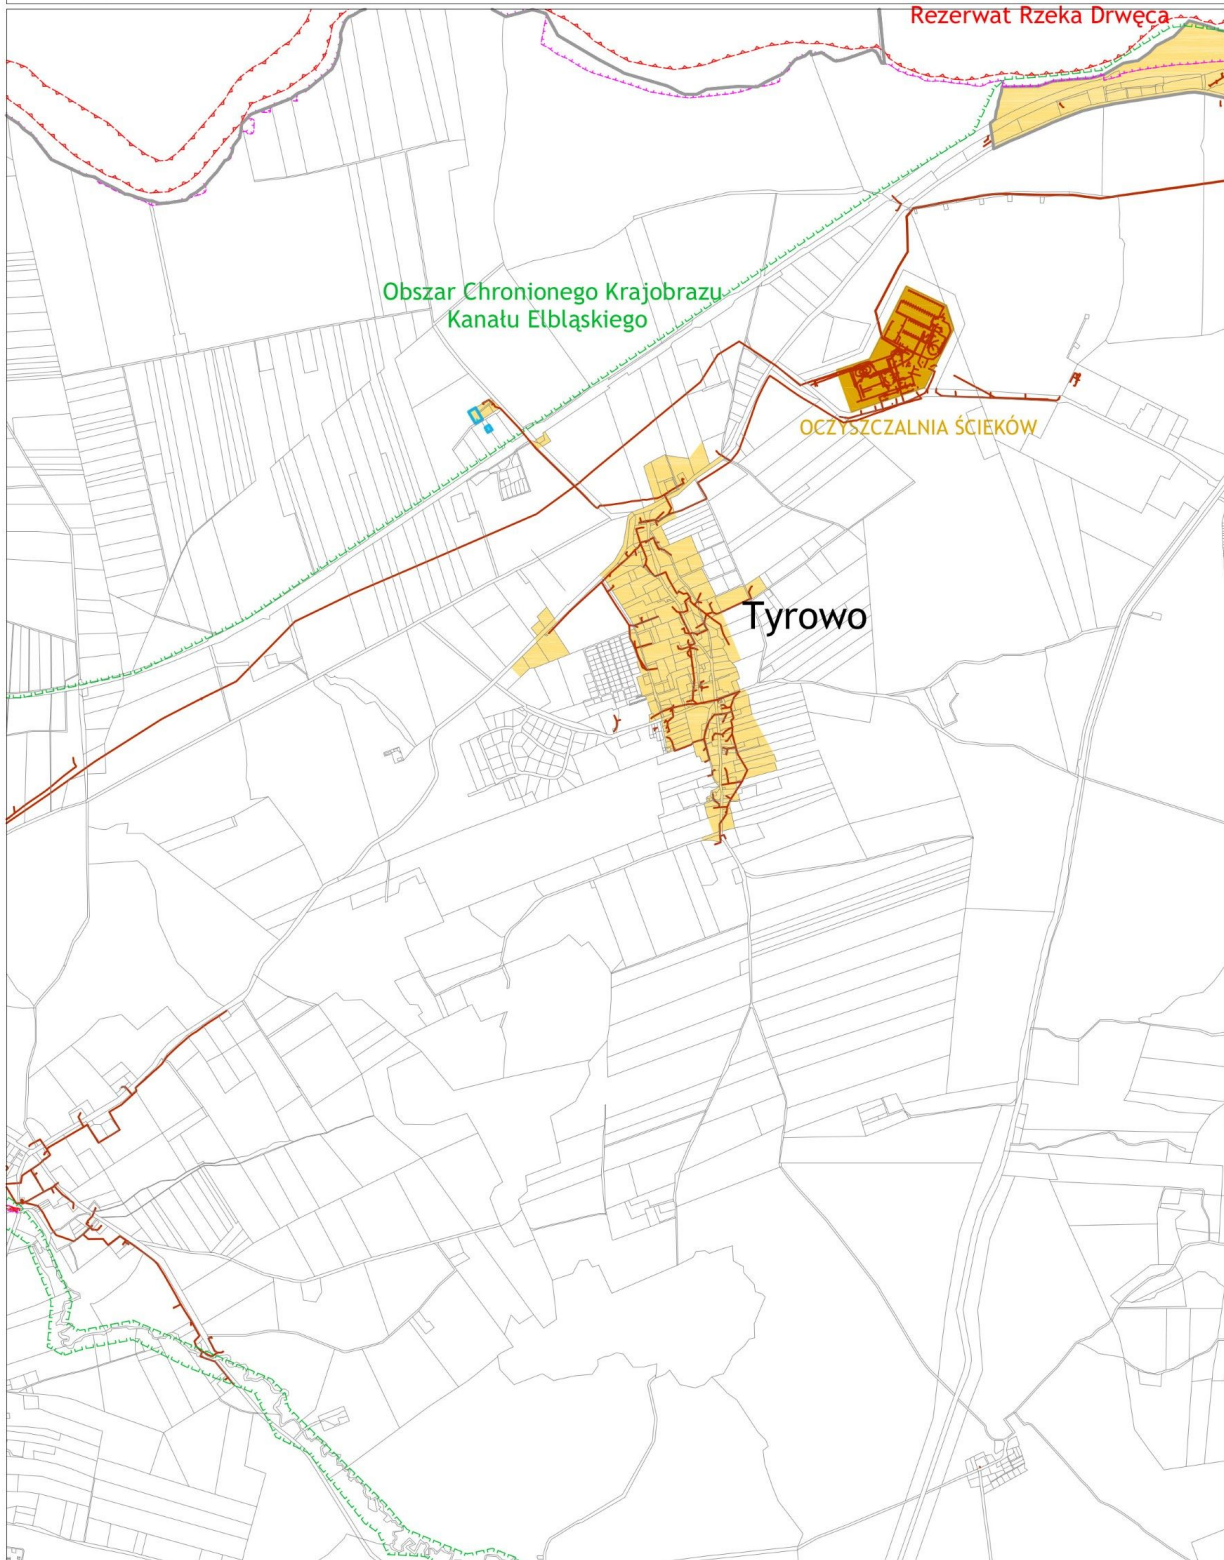 Rezerwat Rzeka Drwęca
Obszar Chronionego Krajobrazu
Kanału Elbląskiego
OCZYSZCZALNIA ŚCIEKÓW
Tyrowo